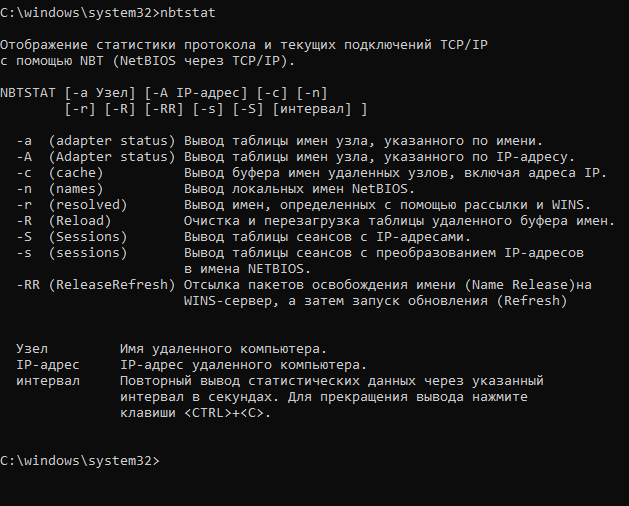 C:\windows\system32>nbtstat
Отображение статистики протокола и текущих подключений TCP/IP
с помощью NBT (NetBIOS через TCP/IP).
NBTSTAT [-a Узел] [-A IP-адрес] [-c] [-n]
[-r] [-R] [-RR] [-s] [-S] [интервал] ]
-a (adapter status) Вывод таблицы имен узла, указанного по имени.
-A (Adapter status) Вывод таблицы имен узла, указанного по IP-адресу.
-c (cache) Вывод буфера имен удаленных узлов, включая адреса IP.
-n (names) Вывод локальных имен NetBIOS.
-r (resolved) Вывод имен, определенных с помощью рассылки и WINS.
-R (Reload) Очистка и перезагрузка таблицы удаленного буфера имен.
-S (Sessions) Вывод таблицы сеансов с IP-адресами.
-s (sessions) Вывод таблицы сеансов с преобразованием IP-адресов
в имена NETBIOS.
-RR (ReleaseRefresh) Отсылка пакетов освобождения имени (Name Release)на
WINS-сервер, а затем запуск обновления (Refresh)
Узел Имя удаленного компьютера.
IP-адрес IP-адрес удаленного компьютера.
интервал Повторный вывод статистических данных через указанный
интервал в секундах. Для прекращения вывода нажмите
клавиши <CTRL>+<C>.
C:\windows\system32>